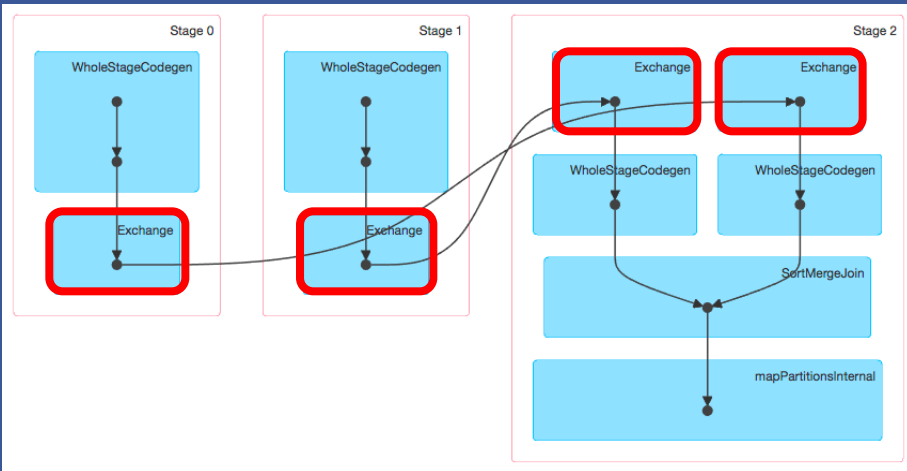 Stage 0
WholeStageCodegen
Exchange
Stage 1
WholeStageCodegen
Exchange
Stage 2
Exchange
Exchange
WholeStageCodegen
WholeStageCodegen
SortMergeJoin
mapPartitionsInternal